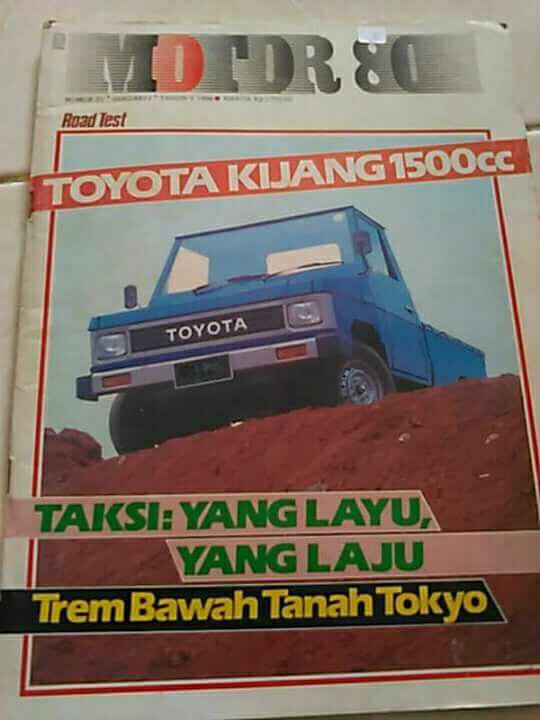 MOTOR 80
Road Test
TOYOTA KIJANG 1500cc
TOYOTA
TAKSI: YANG LAYU,
YANG LAJU
Trem Bawah Tanah Tokyo